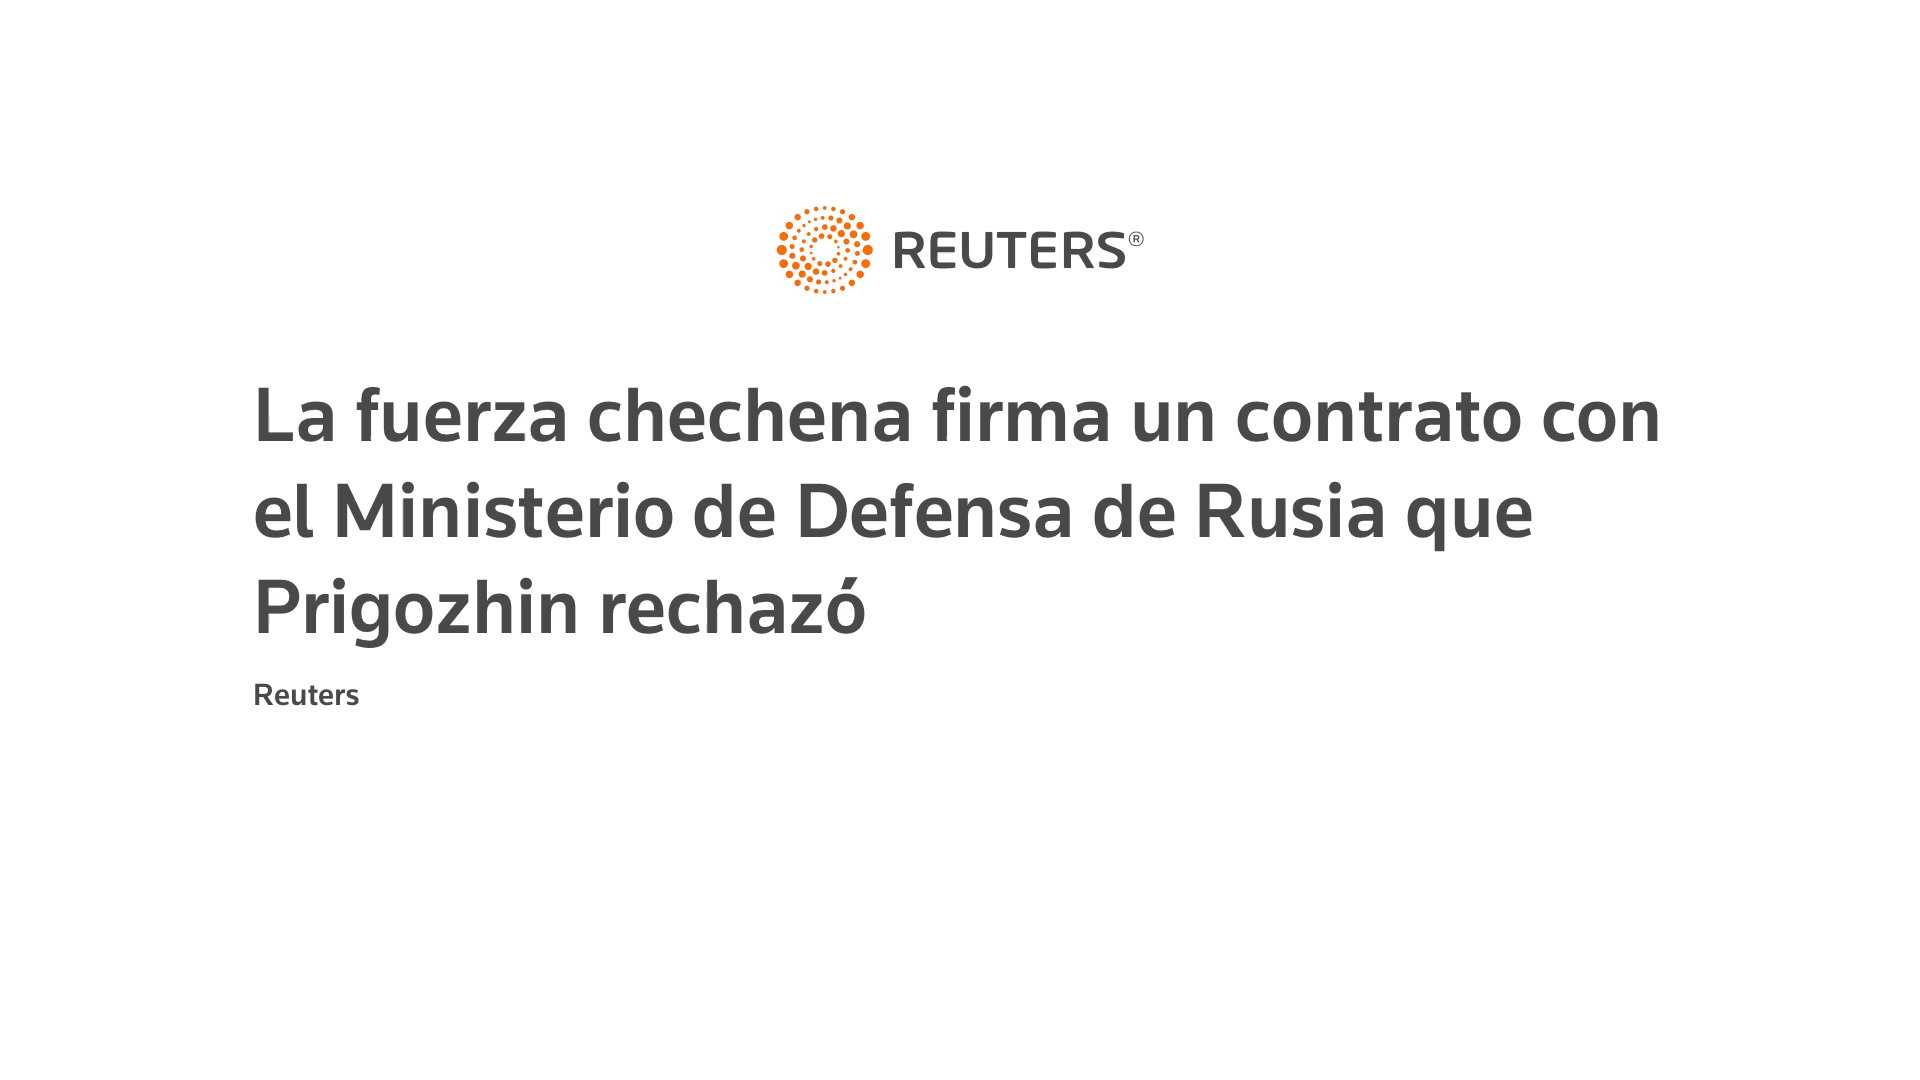 REUTERS®
La fuerza chechena firma un contrato con
el Ministerio de Defensa de Rusia que
Prigozhin rechazó
Reuters